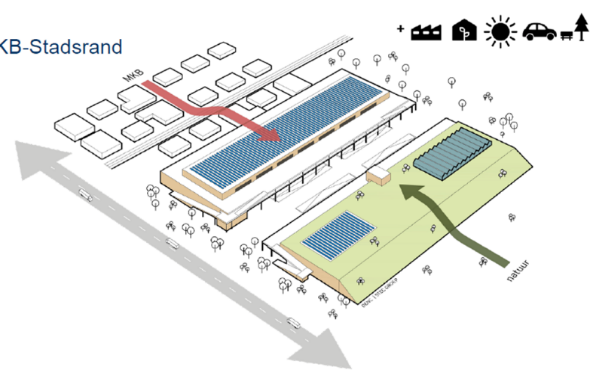 KB-Stadsrand
+
MKB
natuur